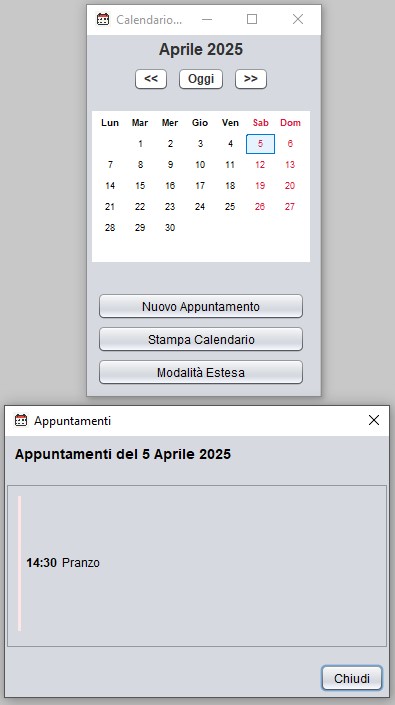 Calendario...
Aprile 2025
<< Oggi >>
Lun Mar Mer Gio Ven Sab Dom
1 2 3 4 5 6
7 8 9 10 11 12 13
14 15 16 17 18 19 20
21 22 23 24 25 26 27
28 29 30
Nuovo Appuntamento
Stampa Calendario
Modalità Estesa
Appuntamenti
Appuntamenti del 5 Aprile 2025
14:30 Pranzo
Chiudi